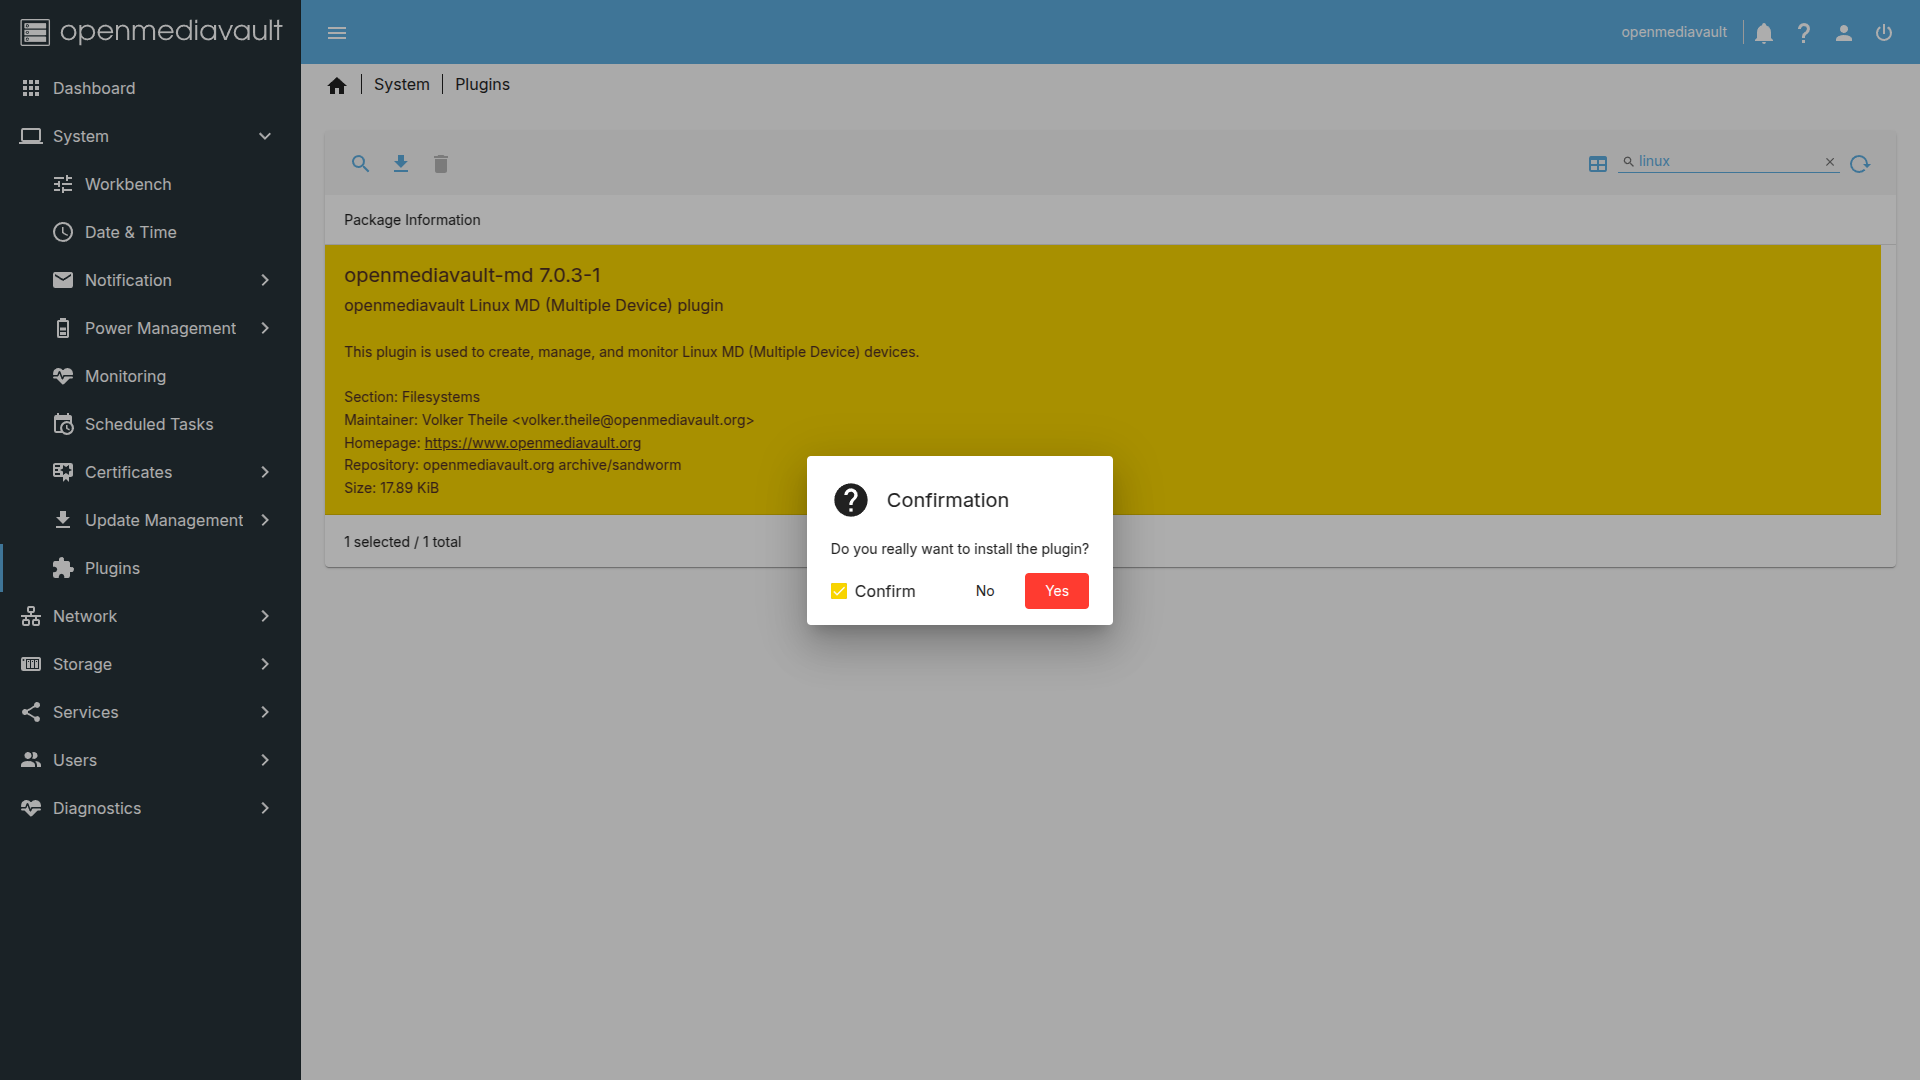 openmediavault
openmediavault
Dashboard
System
Workbench
Date & Time
Notification
Power Management
Monitoring
Scheduled Tasks
Certificates
Update Management
Plugins
Network
Storage
Services
Users
Diagnostics
System
Plugins
linux
Package Information
openmediavault-md 7.0.3-1
openmediavault Linux MD (Multiple Device) plugin
This plugin is used to create, manage, and monitor Linux MD (Multiple Device) devices.
Section: Filesystems
Maintainer: Volker Theile <volker.theile@openmediavault.org>
Homepage: https://www.openmediavault.org
Repository: openmediavault.org archive/sandworm
Size: 17.89 KiB
1 selected / 1 total
Confirmation
Do you really want to install the plugin?
Confirm
No
Yes